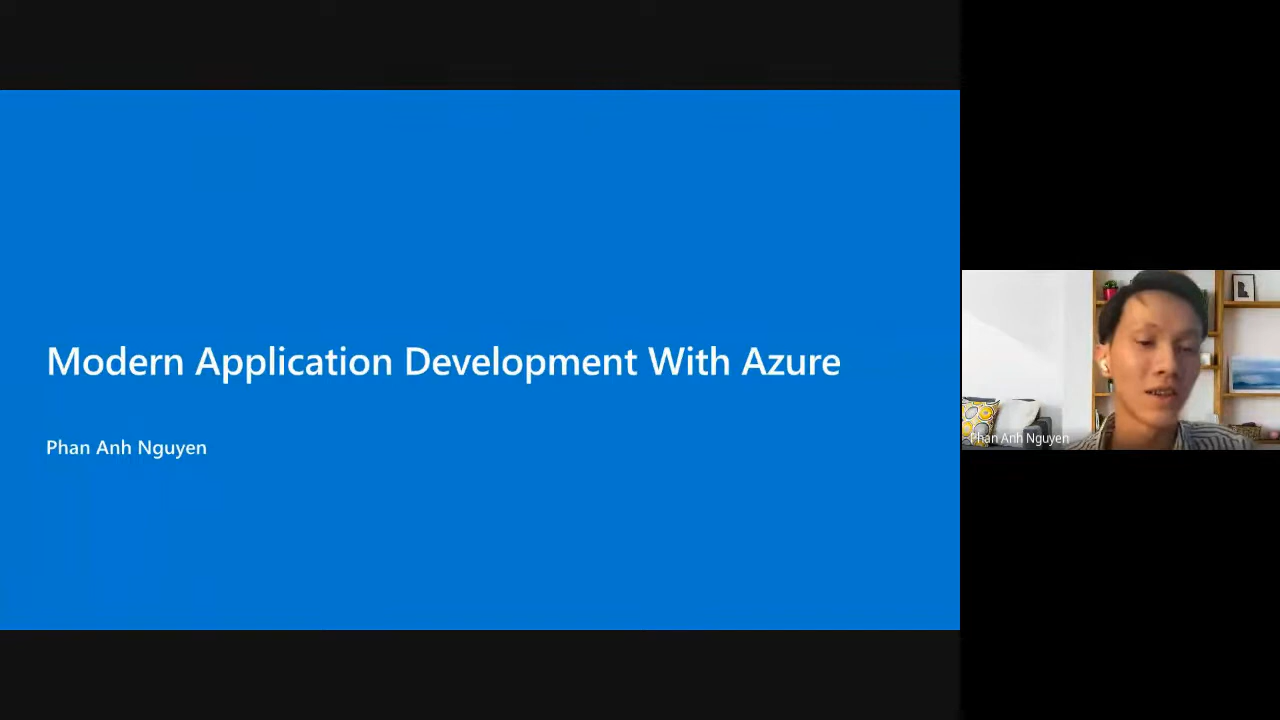 Modern Application Development With Azure
Phan Anh Nguyen
Phan Anh Nguyen